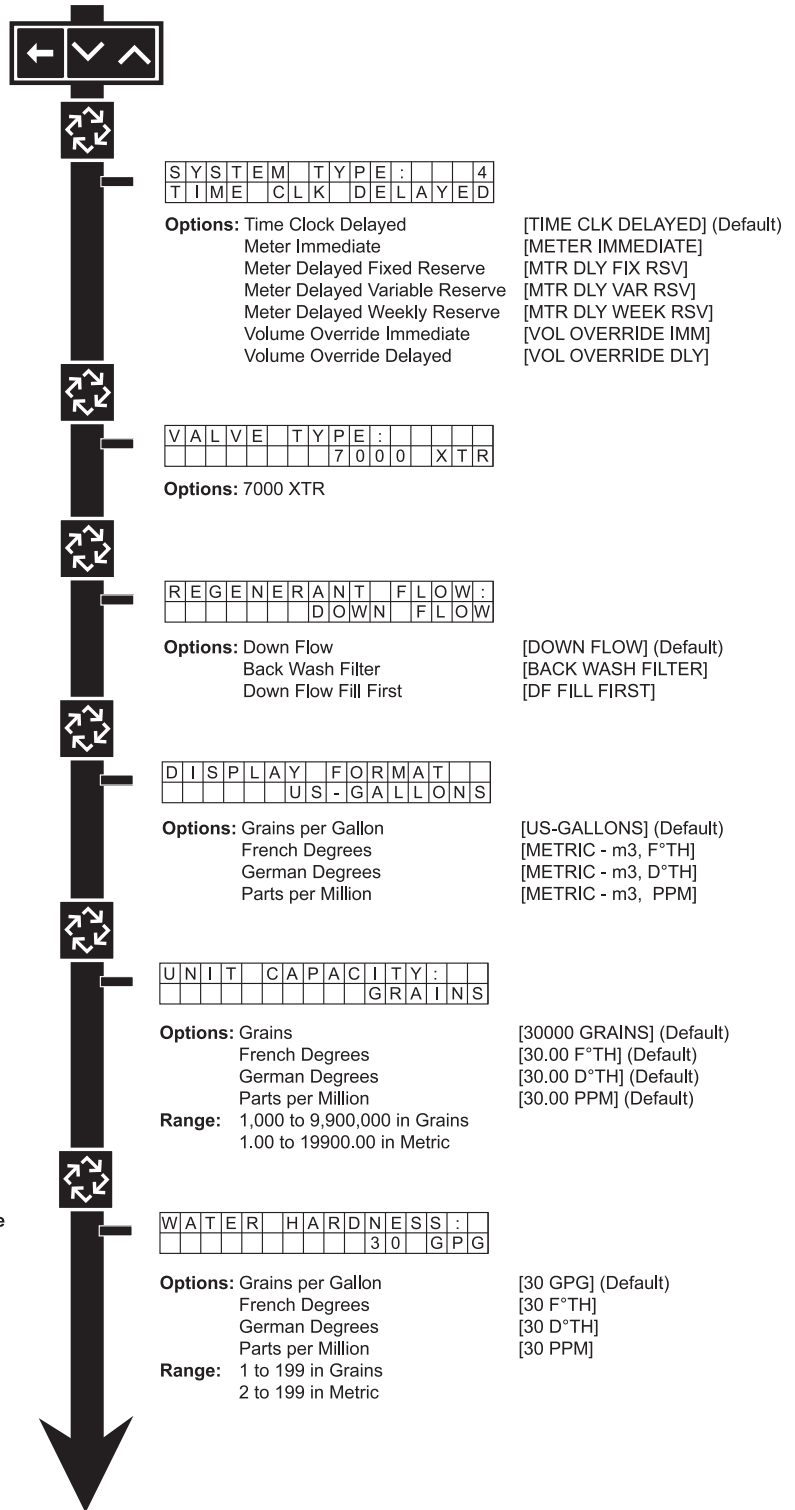 SYSTEM TYPE: 4
TIME CLK DELAYED
Options: Time Clock Delayed [TIME CLK DELAYED] (Default)
Meter Immediate [METER IMMEDIATE]
Meter Delayed Fixed Reserve [MTR DLY FIX RSV]
Meter Delayed Variable Reserve [MTR DLY VAR RSV]
Meter Delayed Weekly Reserve [MTR DLY WEEK RSV]
Volume Override Immediate [VOL OVERRIDE IMM]
Volume Override Delayed [VOL OVERRIDE DLY]
VALVE TYPE:
7000 XTR
Options: 7000 XTR
REGENERANT FLOW:
DOWN FLOW
Options: Down Flow [DOWN FLOW] (Default)
Back Wash Filter [BACK WASH FILTER]
Down Flow Fill First [DF FILL FIRST]
DISPLAY FORMAT
US-GALLONS
Options: Grains per Gallon [US-GALLONS] (Default)
French Degrees [METRIC - m3, F°TH]
German Degrees [METRIC - m3, D°TH]
Parts per Million [METRIC - m3, PPM]
UNIT CAPACITY:
GRAINS
Options: Grains [30000 GRAINS] (Default)
French Degrees [30.00 F°TH] (Default)
German Degrees [30.00 D°TH] (Default)
Parts per Million [30.00 PPM] (Default)
Range: 1,000 to 9,900,000 in Grains
1.00 to 19900.00 in Metric
e
WATER HARDNESS:
30 GPG
Options: Grains per Gallon [30 GPG] (Default)
French Degrees [30 F°TH]
German Degrees [30 D°TH]
Parts per Million [30 PPM]
Range: 1 to 199 in Grains
2 to 199 in Metric